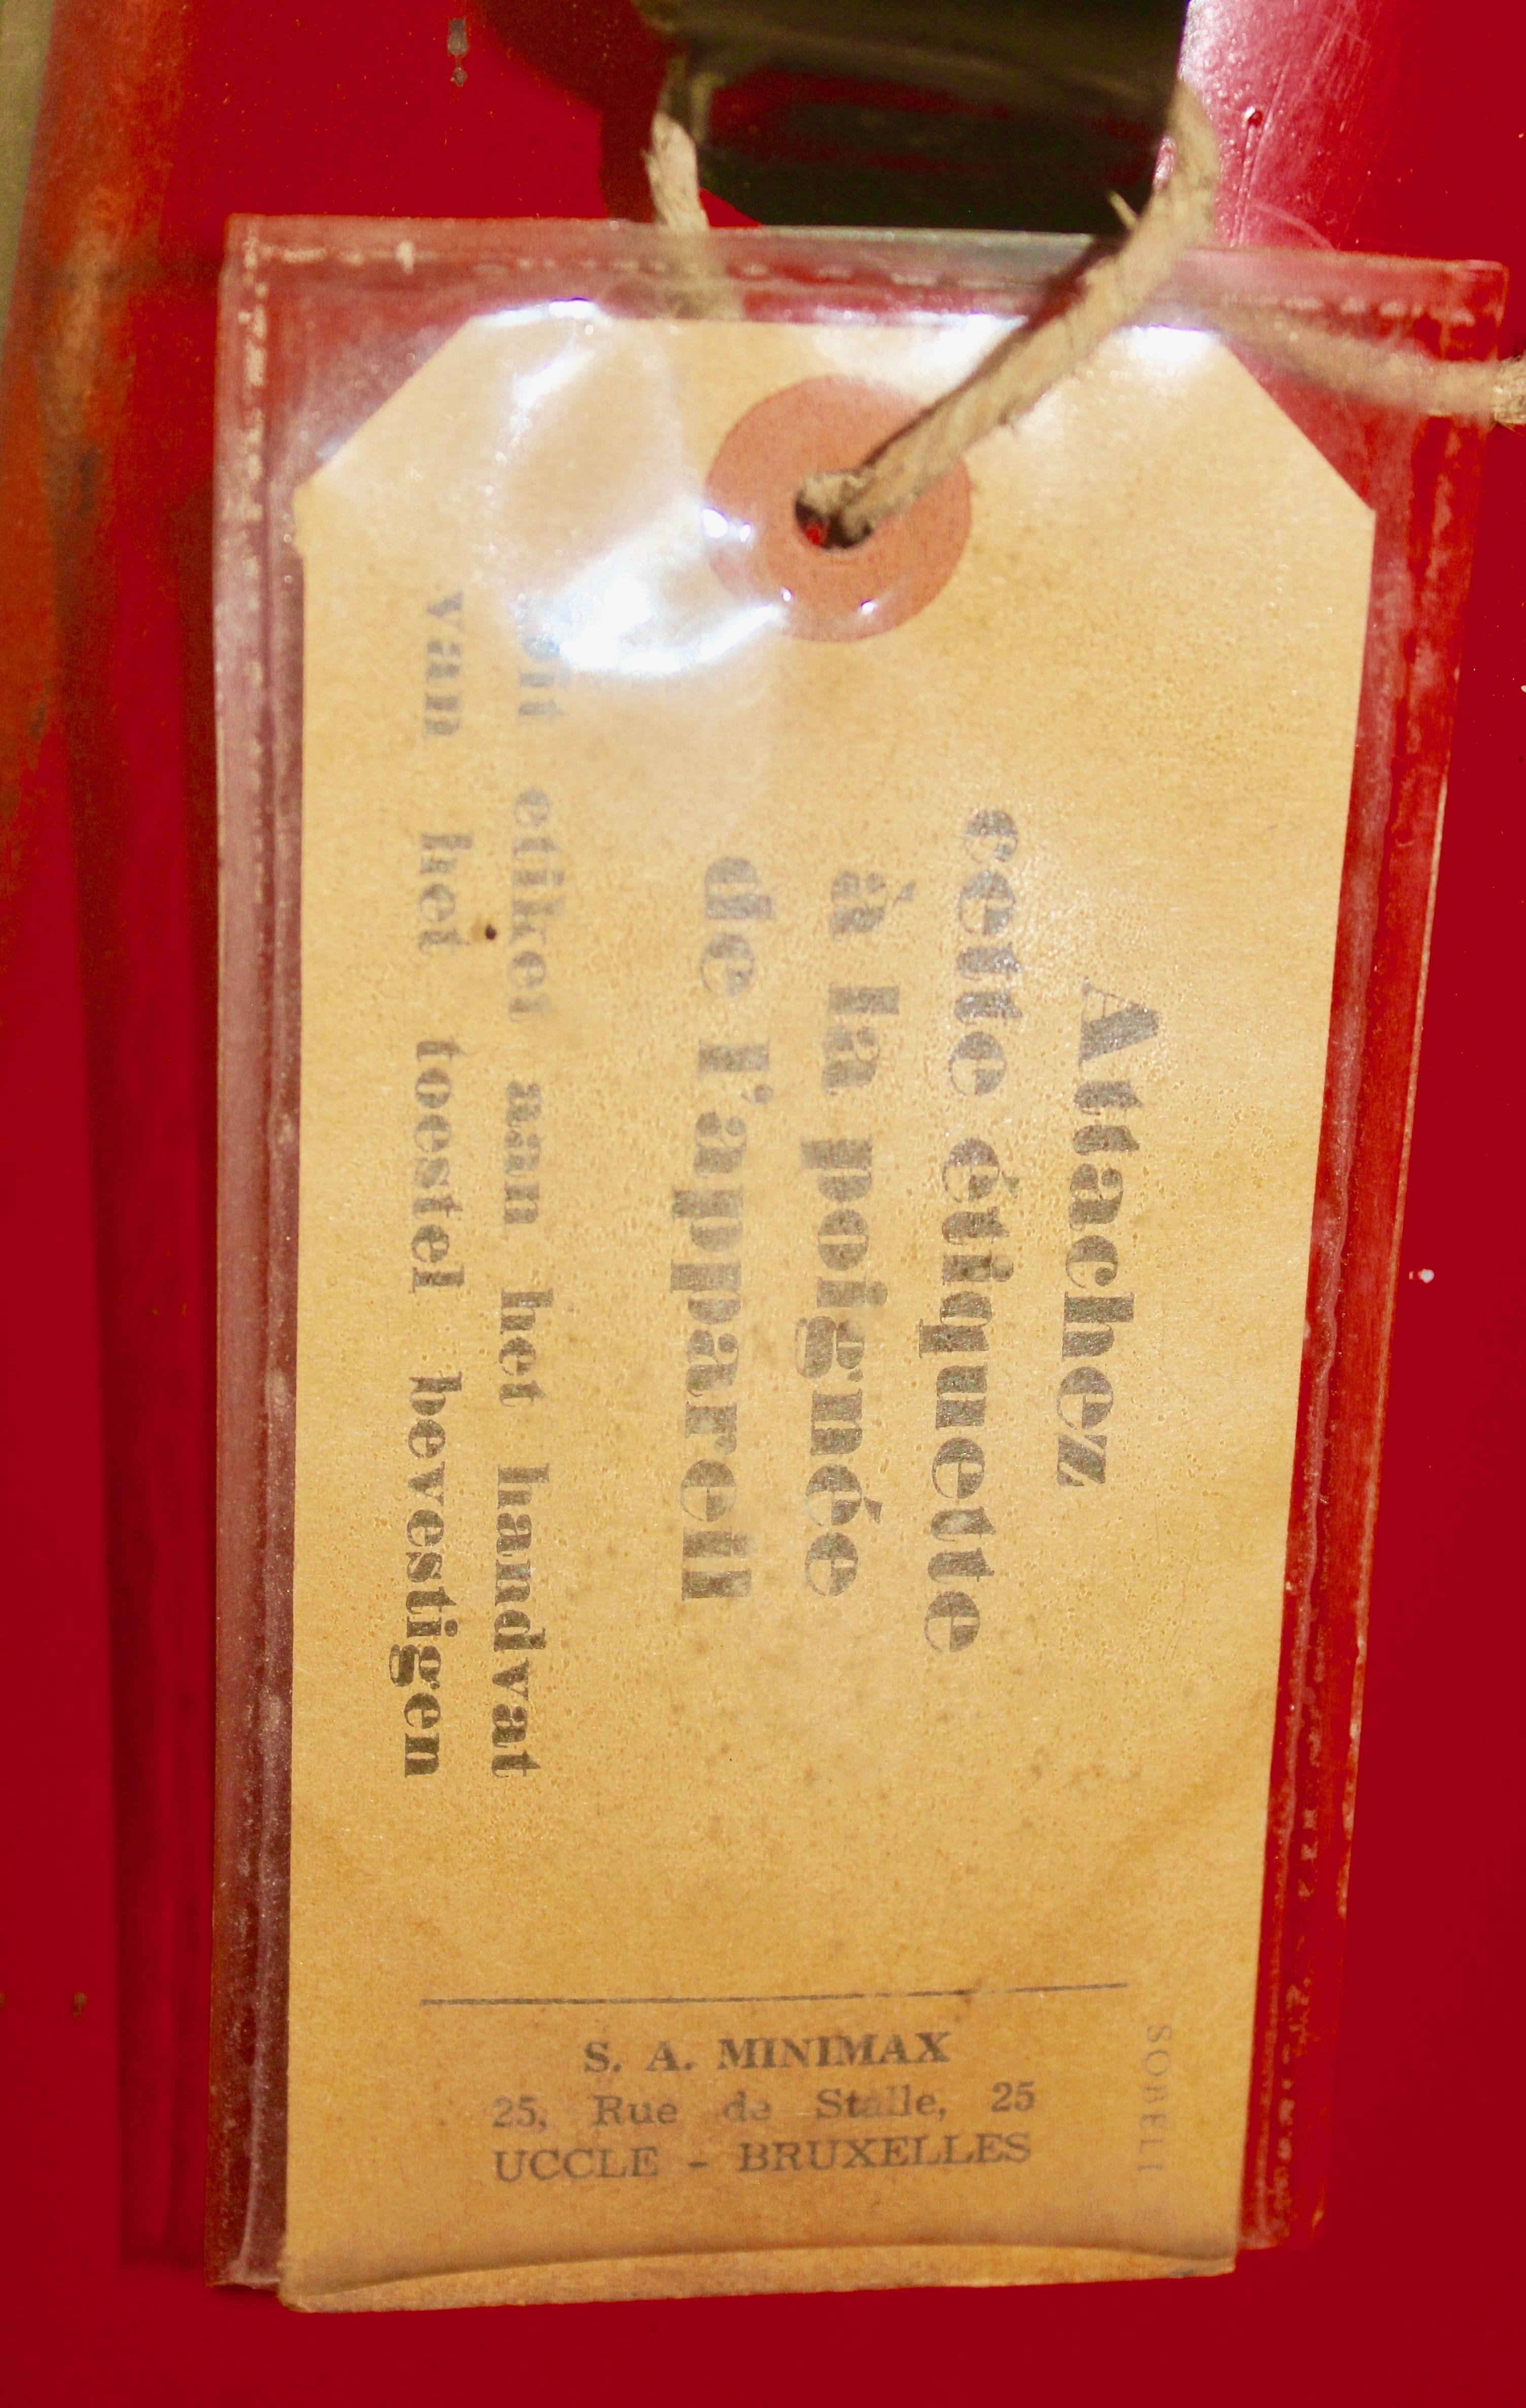 Attachez
cette étiquette
à la poignée
de l'appareil
Dit etiket aan het handvat
van het toestel bevestigen
S. A. MINIMAX
25, Rue de Stalle, 25
UCCLE - BRUXELLES
SOBELI